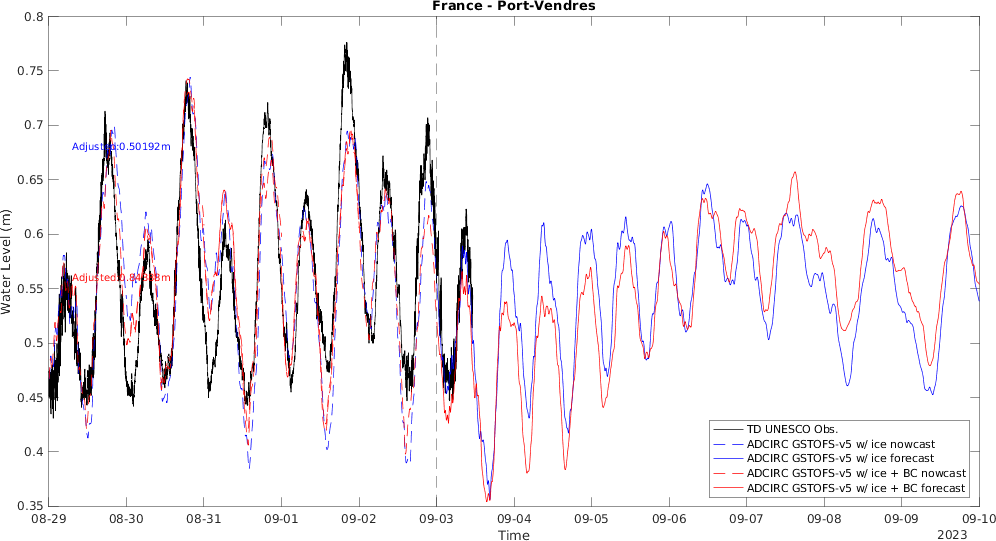 France - Port-Vendres
0.8
0.75
0.7
0.65
0.6
0.55
0.5
0.45
0.4
0.35
Water Level (m)
Adjusted:0.50192m
TD UNESCO Obs.
ADCIRC GSTOFS-v5 w/ ice nowcast
ADCIRC GSTOFS-v5 w/ ice forecast
ADCIRC GSTOFS-v5 w/ ice + BC nowcast
ADCIRC GSTOFS-v5 w/ ice + BC forecast
08-29 08-30 08-31 09-01 09-02 09-03 09-04 09-05 09-06 09-07 09-08 09-09 09-10
Time
2023